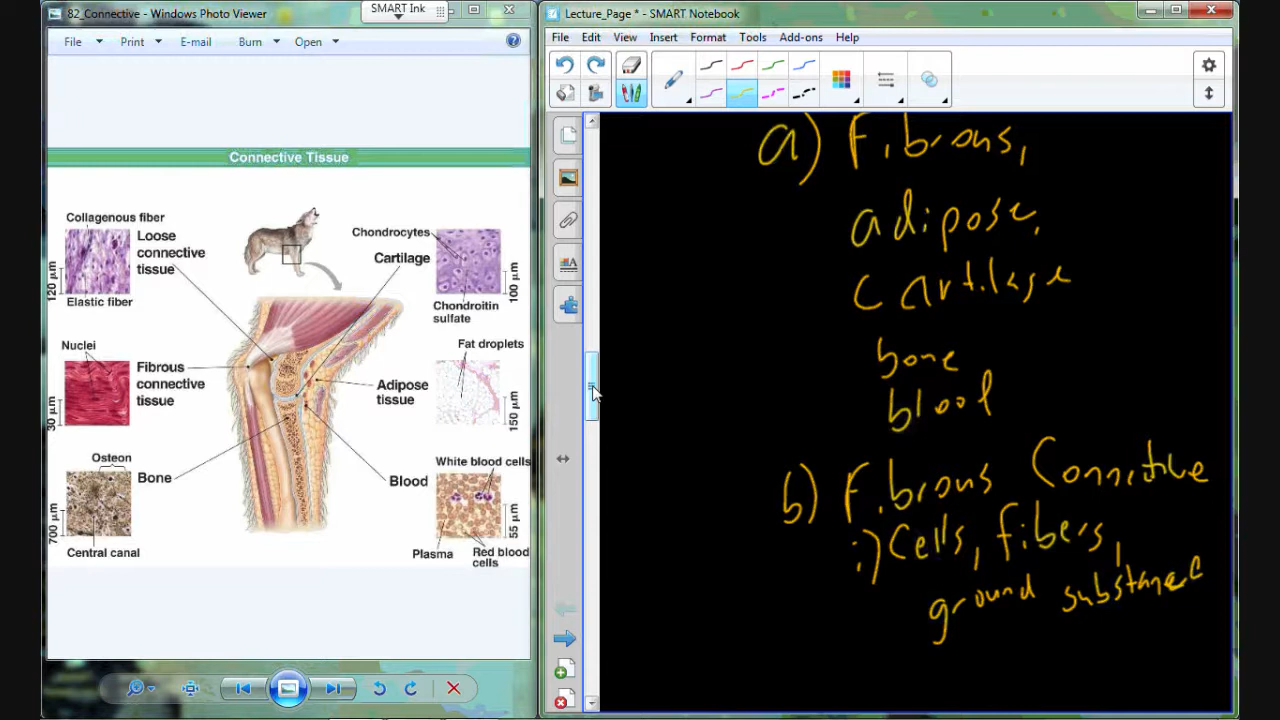 82_Connective - Windows Photo Viewer
SMART Ink
File Print E-mail Burn Open
Connective Tissue
Collagenous fiber
Loose
connective
tissue
120 µm
Elastic fiber
Chondrocytes
Cartilage
100 µm
Chondroitin
sulfate
Nuclei
Fibrous
connective
tissue
30 µm
Fat droplets
Adipose
tissue
150 µm
Osteon
Bone
700 µm
Central canal
White blood cells
Blood
55 µm
Plasma
Red blood
cells
Lecture_Page * - SMART Notebook
File Edit View Insert Format Tools Add-ons Help
a) Fibrous,
adipose,
cartilage
bone
blood
b) Fibrous Connective
i) Cells, fibers,
ground substance